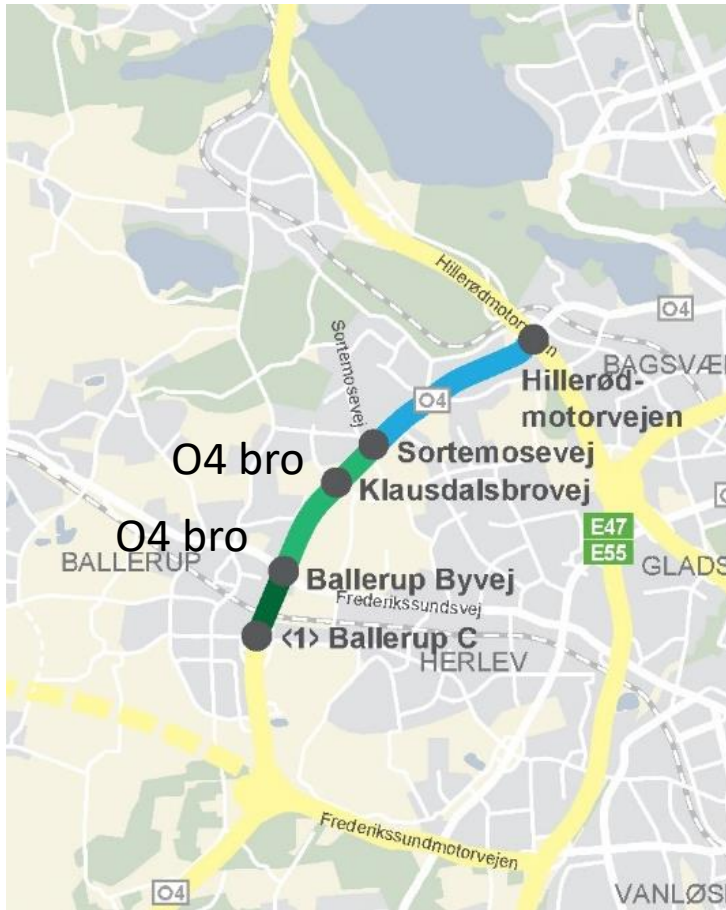 Hillerødmotorvejen
O4
BAGSVÆR
Hillerød-
motorvejen
Sortemosevej
O4
Sortemosevej
O4 bro
Klausdalsbrovej
O4 bro
E47
E55
BALLERUP
GLADS
Ballerup Byvej
Frederikssundsvej
‹1› Ballerup C
HERLEV
Frederikssundmotorvejen
O4
VANLØS